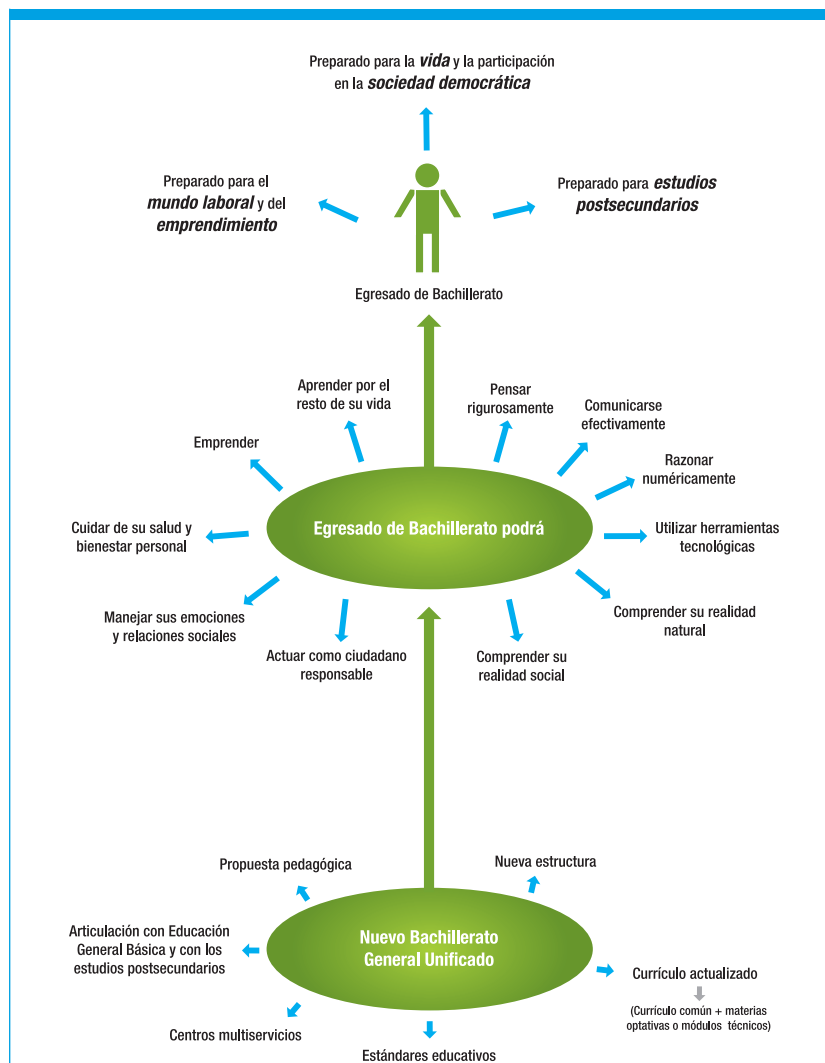 Preparado para la vida y la participación
en la sociedad democrática
Preparado para el
mundo laboral y del
emprendimiento
Preparado para estudios
postsecundarios
Egresado de Bachillerato
Aprender por el
resto de su vida
Pensar
rigurosamente
Comunicarse
efectivamente
Emprender
Razonar
numéricamente
Cuidar de su salud y
bienestar personal
Egresado de Bachillerato podrá
Utilizar herramientas
tecnológicas
Manejar sus emociones
y relaciones sociales
Comprender su realidad
natural
Actuar como ciudadano
responsable
Comprender su
realidad social
Propuesta pedagógica
Nueva estructura
Articulación con Educación
General Básica y con los
estudios postsecundarios
Nuevo Bachillerato
General Unificado
Currículo actualizado
(Currículo común + materias
optativas o módulos técnicos)
Centros multiservicios
Estándares educativos